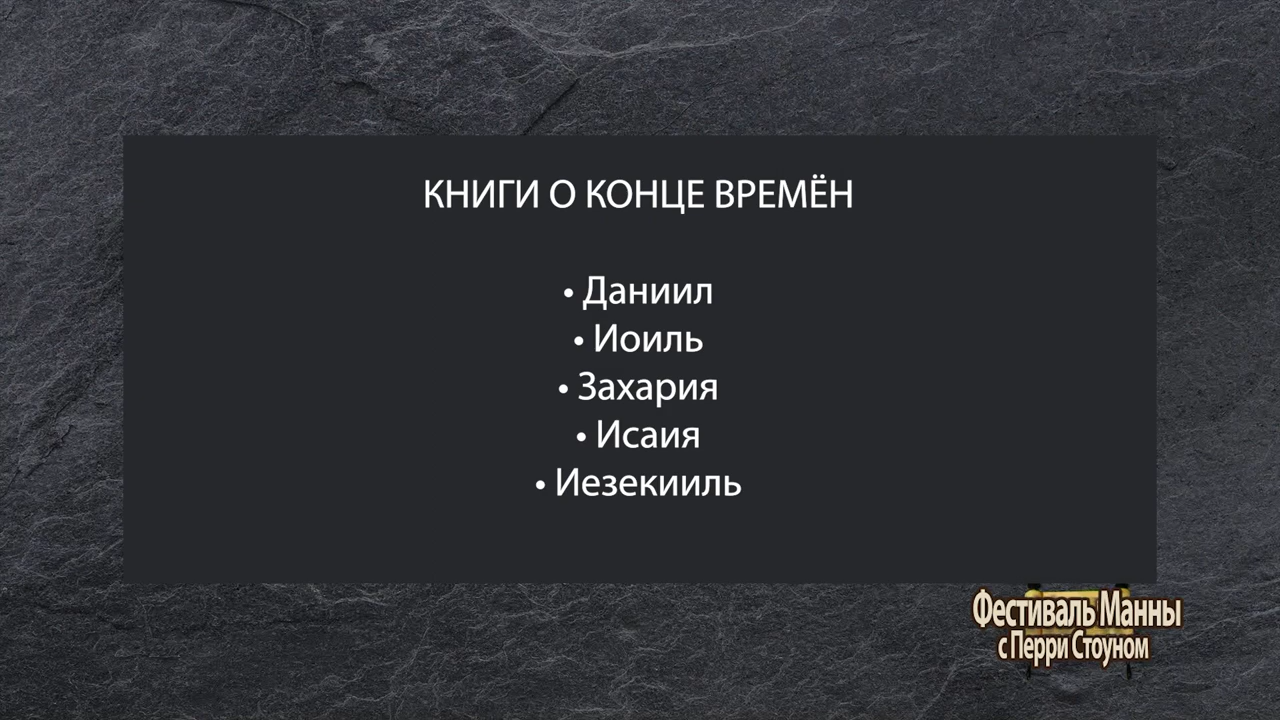 КНИГИ О КОНЦЕ ВРЕМЁН
• Даниил
• Иоиль
• Захария
• Исаия
• Иезекииль
Фестиваль Манны
с Перри Стоуном